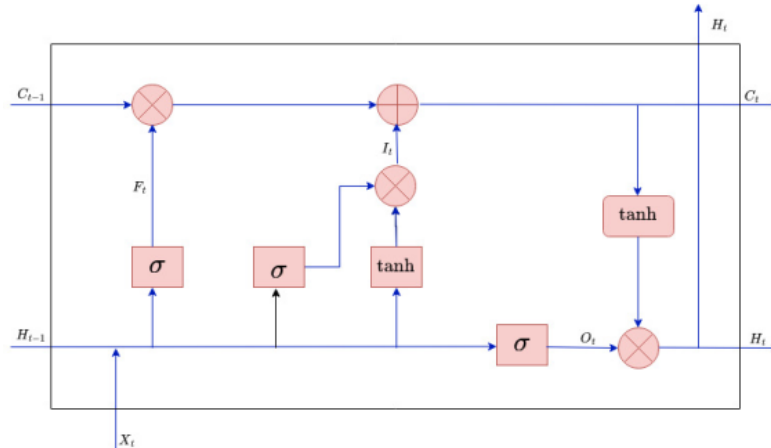 H_t
C_{t-1}
C_t
I_t
F_t
tanh
σ
σ
tanh
H_{t-1}
σ
O_t
H_t
X_t